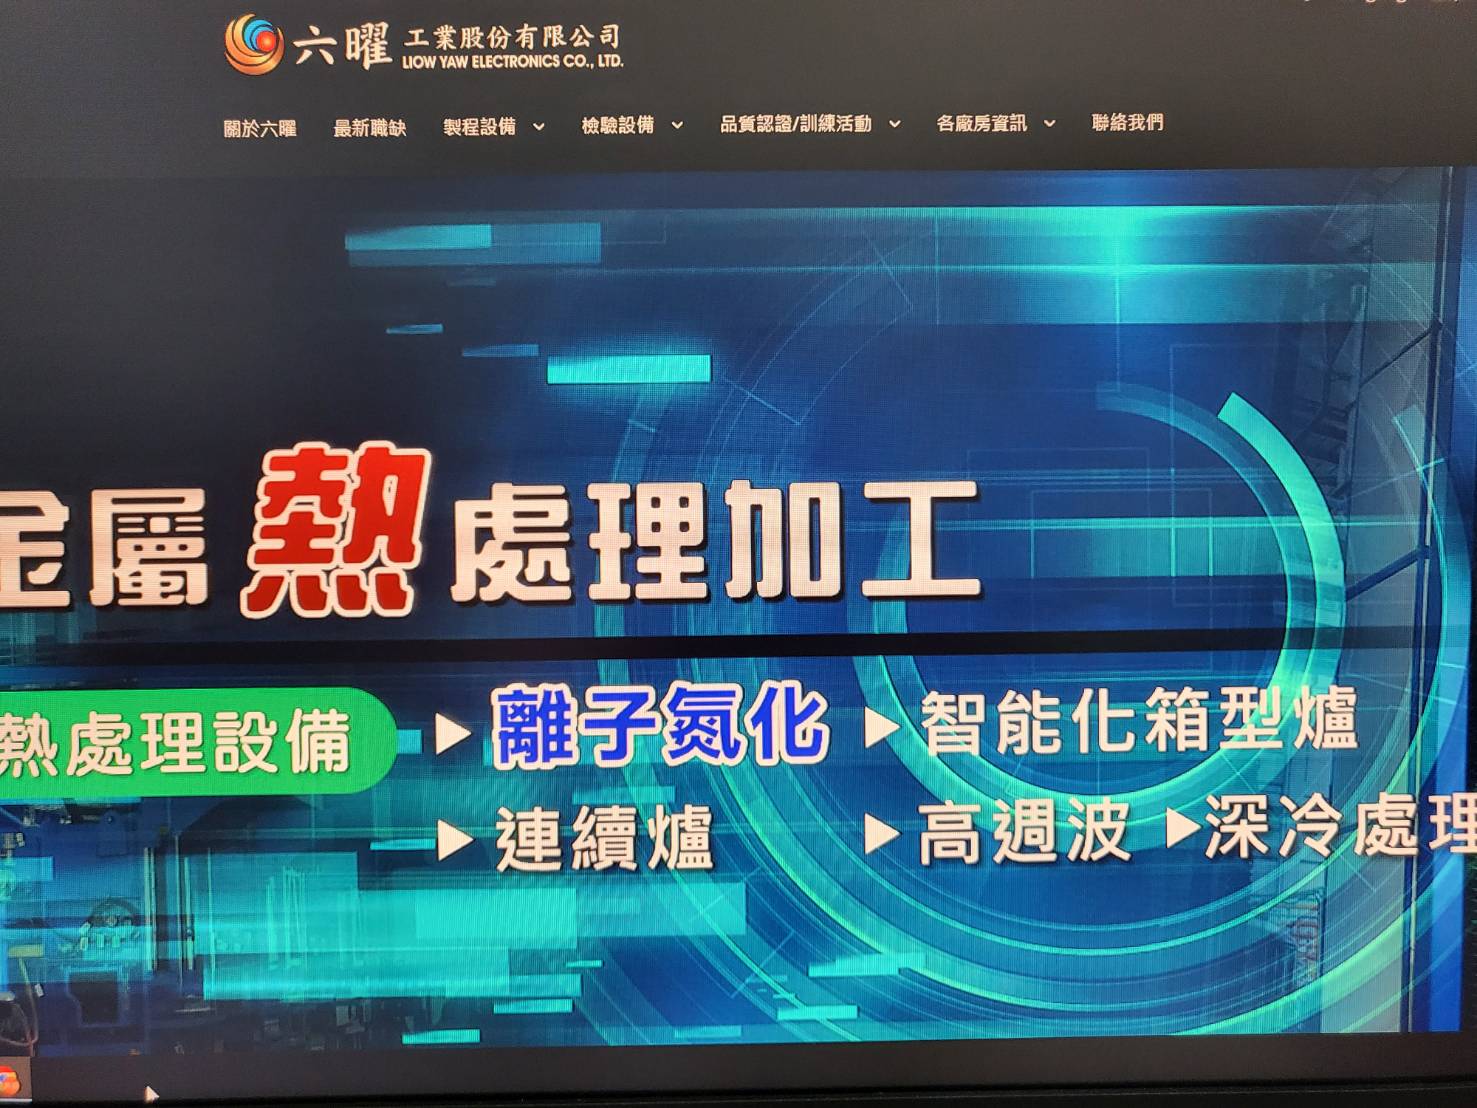 六曜 工業股份有限公司
LIOW YAW ELECTRONICS CO., LTD.
關於六曜 最新職缺 製程設備 檢驗設備 品質認證/訓練活動 各廠房資訊 聯絡我們
金屬熱處理加工
熱處理設備 ▶離子氮化 ▶智能化箱型爐
▶連續爐 ▶高週波 ▶深冷處理